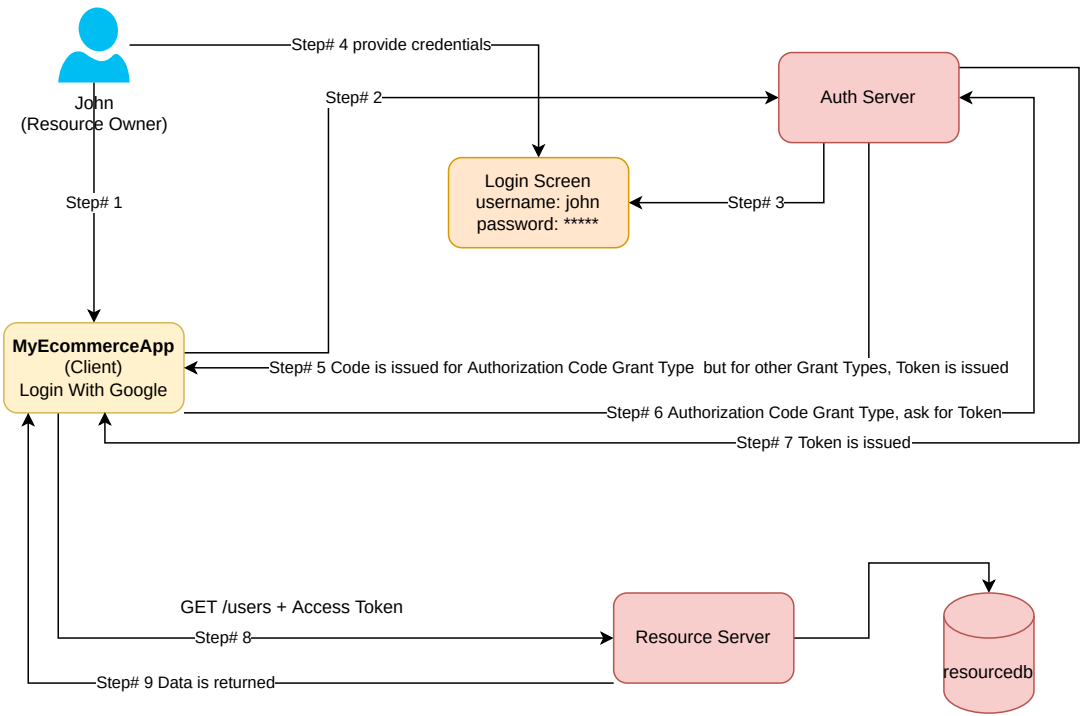 Step# 4 provide credentials
John
(Resource Owner)
Step# 2
Auth Server
Login Screen
username: john
password: *****
Step# 3
Step# 1
MyEcommerceApp
(Client)
Login With Google
Step# 5 Code is issued for Authorization Code Grant Type  but for other Grant Types, Token is issued
Step# 6 Authorization Code Grant Type, ask for Token
Step# 7 Token is issued
GET /users + Access Token
Step# 8
Resource Server
resourcedb
Step# 9 Data is returned